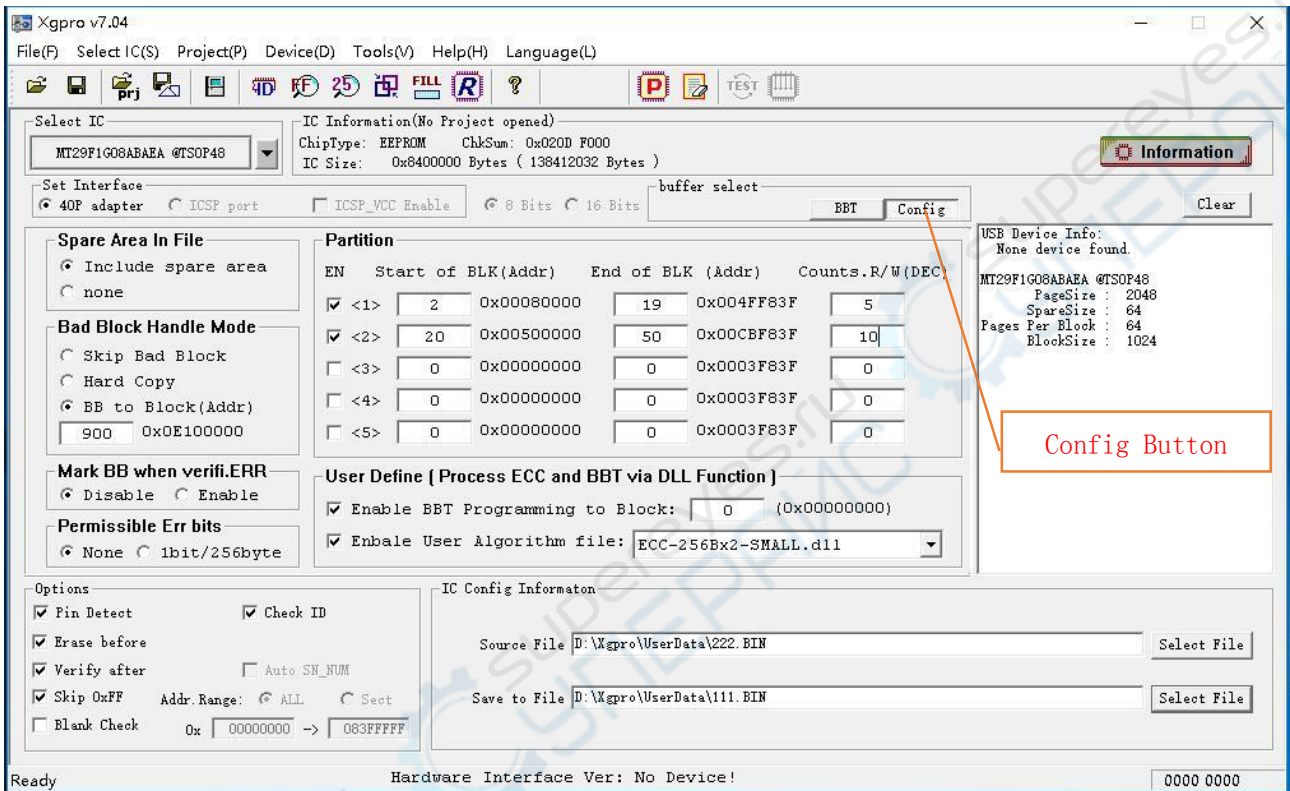 Xgpro v7.04
File(F) Select IC(S) Project(P) Device(D) Tools(V) Help(H) Language(L)
prj 4D FF 25 FILL R ? P TEST
Select IC
MT29F1G08ABAEA @TSOP48
IC Information(No Project opened)
ChipType: EEPROM ChkSum: 0x020D F000
IC Size: 0x8400000 Bytes ( 138412032 Bytes )
Information
Set Interface
40P adapter ICSP port ICSP_VCC Enable 8 Bits 16 Bits
buffer select
BBT Config
Clear
Spare Area In File
Include spare area
none
Bad Block Handle Mode
Skip Bad Block
Hard Copy
BB to Block(Addr)
900 0x0E100000
Mark BB when verifi.ERR
Disable Enable
Permissible Err bits
None 1bit/256byte
Partition
EN Start of BLK(Addr) End of BLK (Addr) Counts.R/W(DEC)
<1> 2 0x00080000 19 0x004FF83F 5
<2> 20 0x00500000 50 0x00CBF83F 10
<3> 0 0x00000000 0 0x0003F83F 0
<4> 0 0x00000000 0 0x0003F83F 0
<5> 0 0x00000000 0 0x0003F83F 0
User Define [ Process ECC and BBT via DLL Function ]
Enable BBT Programming to Block: 0 (0x00000000)
Enbale User Algorithm file: ECC-256Bx2-SMALL.dll
USB Device Info:
None device found.
MT29F1G08ABAEA @TSOP48
PageSize : 2048
SpareSize : 64
Pages Per Block : 64
BlockSize : 1024
Config Button
Options
Pin Detect Check ID
Erase before
Verify after Auto SN_NUM
Skip 0xFF Addr.Range: ALL Sect
Blank Check 0x 00000000 -> 083FFFFF
IC Config Informaton
Source File D:\Xgpro\UserData\222.BIN Select File
Save to File D:\Xgpro\UserData\111.BIN Select File
Ready Hardware Interface Ver: No Device! 0000 0000
supereyes.ru
СУПЕРАЙС